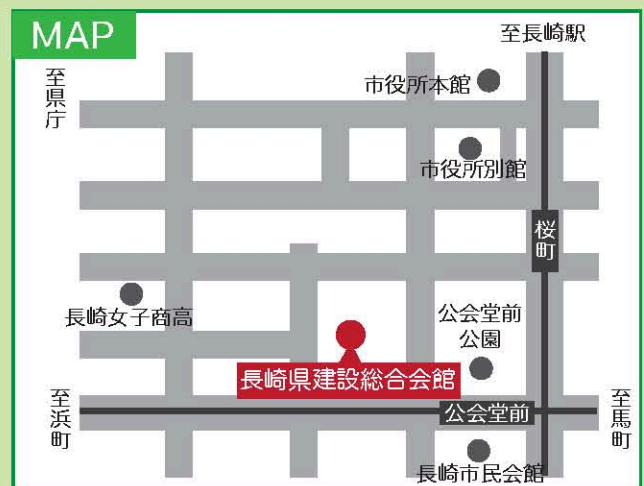 MAP
至長崎駅
至県庁
市役所本館
市役所別館
桜町
長崎女子商高
公会堂前
公園
長崎県建設総合会館
至浜町
公会堂前
至馬町
長崎市民会館